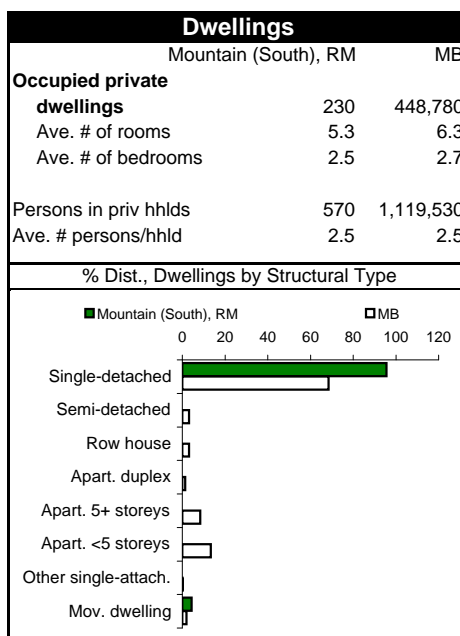 Dwellings
Mountain (South), RM MB
Occupied private
dwellings 230 448,780
Ave. # of rooms 5.3 6.3
Ave. # of bedrooms 2.5 2.7
Persons in priv hhlds 570 1,119,530
Ave. # persons/hhld 2.5 2.5
% Dist., Dwellings by Structural Type
Mountain (South), RM MB
0 20 40 60 80 100 120
Single-detached
Semi-detached
Row house
Apart. duplex
Apart. 5+ storeys
Apart. <5 storeys
Other single-attach.
Mov. dwelling